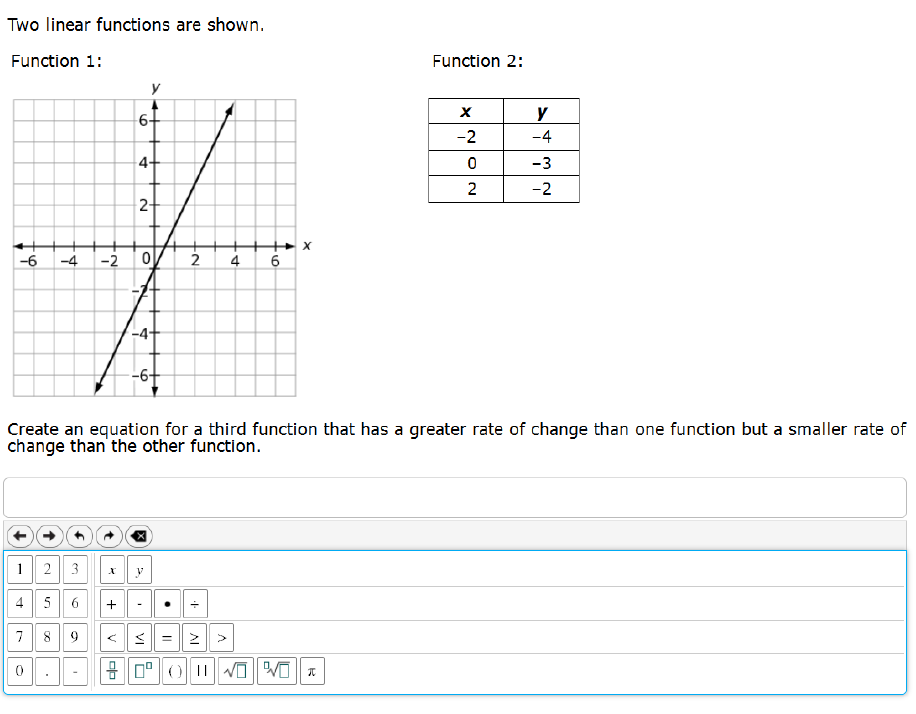 Two linear functions are shown.
Function 1:
Function 2:
y
6
4
2
-6 -4 -2 0 2 4 6 x
-2
-4
-6
x y
-2 -4
0 -3
2 -2
Create an equation for a third function that has a greater rate of change than one function but a smaller rate of
change than the other function.
1 2 3 x y
4 5 6 + - • ÷
7 8 9 < ≤ = ≥ >
0 . - □/□ □^□ ( ) | | √□ □√□ π